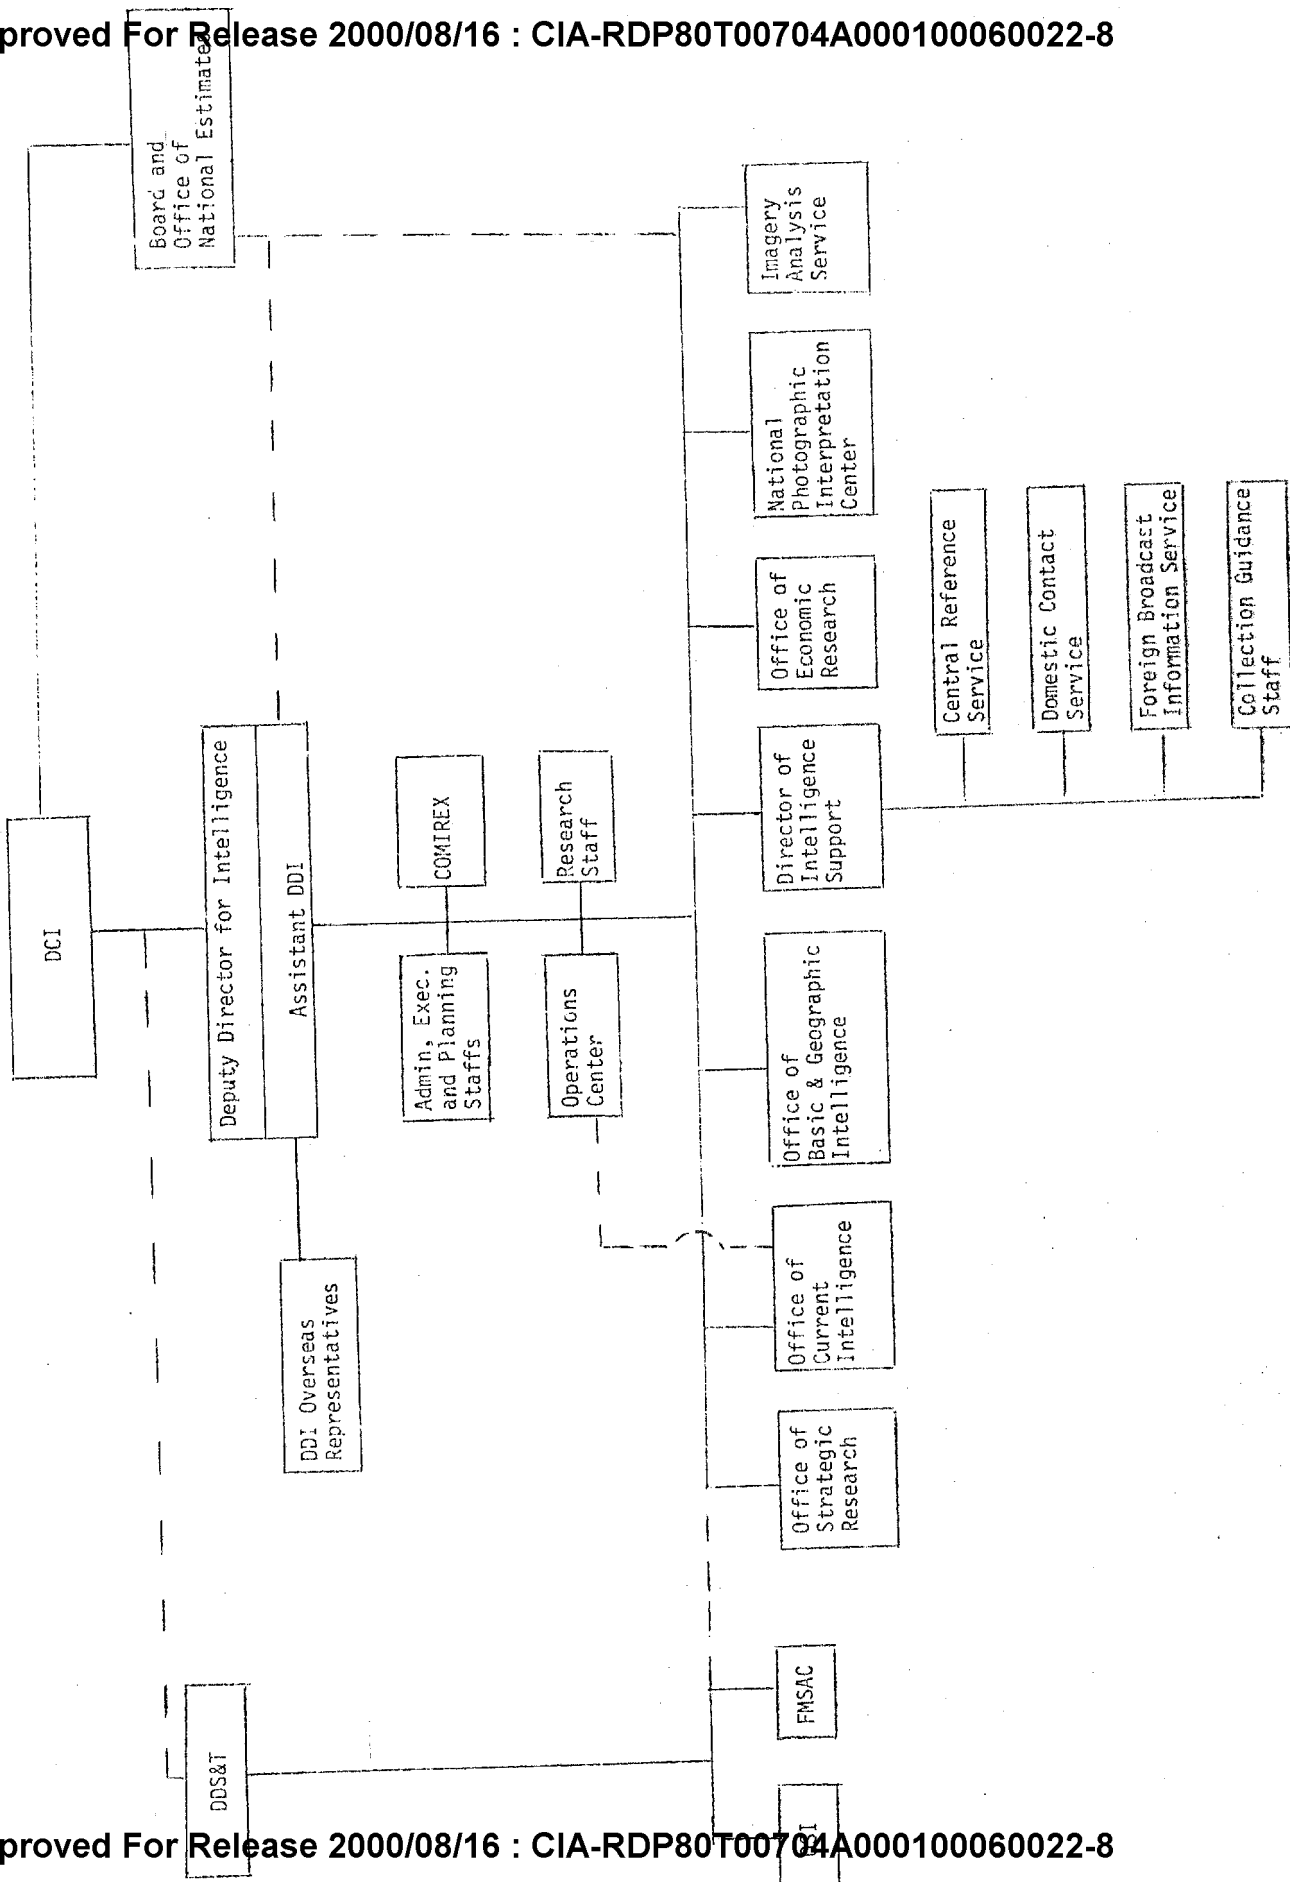 proved For Release 2000/08/16 : CIA-RDP80T00704A000100060022-8
DCI
Board and
Office of
National Estimates
Deputy Director for Intelligence
Assistant DDI
DDS&T
DDI Overseas
Representatives
Admin, Exec.
and Planning
Staffs
COMIREX
Operations
Center
Research
Staff
FMSAC
Office of
Strategic
Research
Office of
Current
Intelligence
Office of
Basic & Geographic
Intelligence
Director of
Intelligence
Support
Office of
Economic
Research
National
Photographic
Interpretation
Center
Imagery
Analysis
Service
Central Reference
Service
Domestic Contact
Service
Foreign Broadcast
Information Service
Collection Guidance
Staff
proved For Release 2000/08/16 : CIA-RDP80T00704A000100060022-8